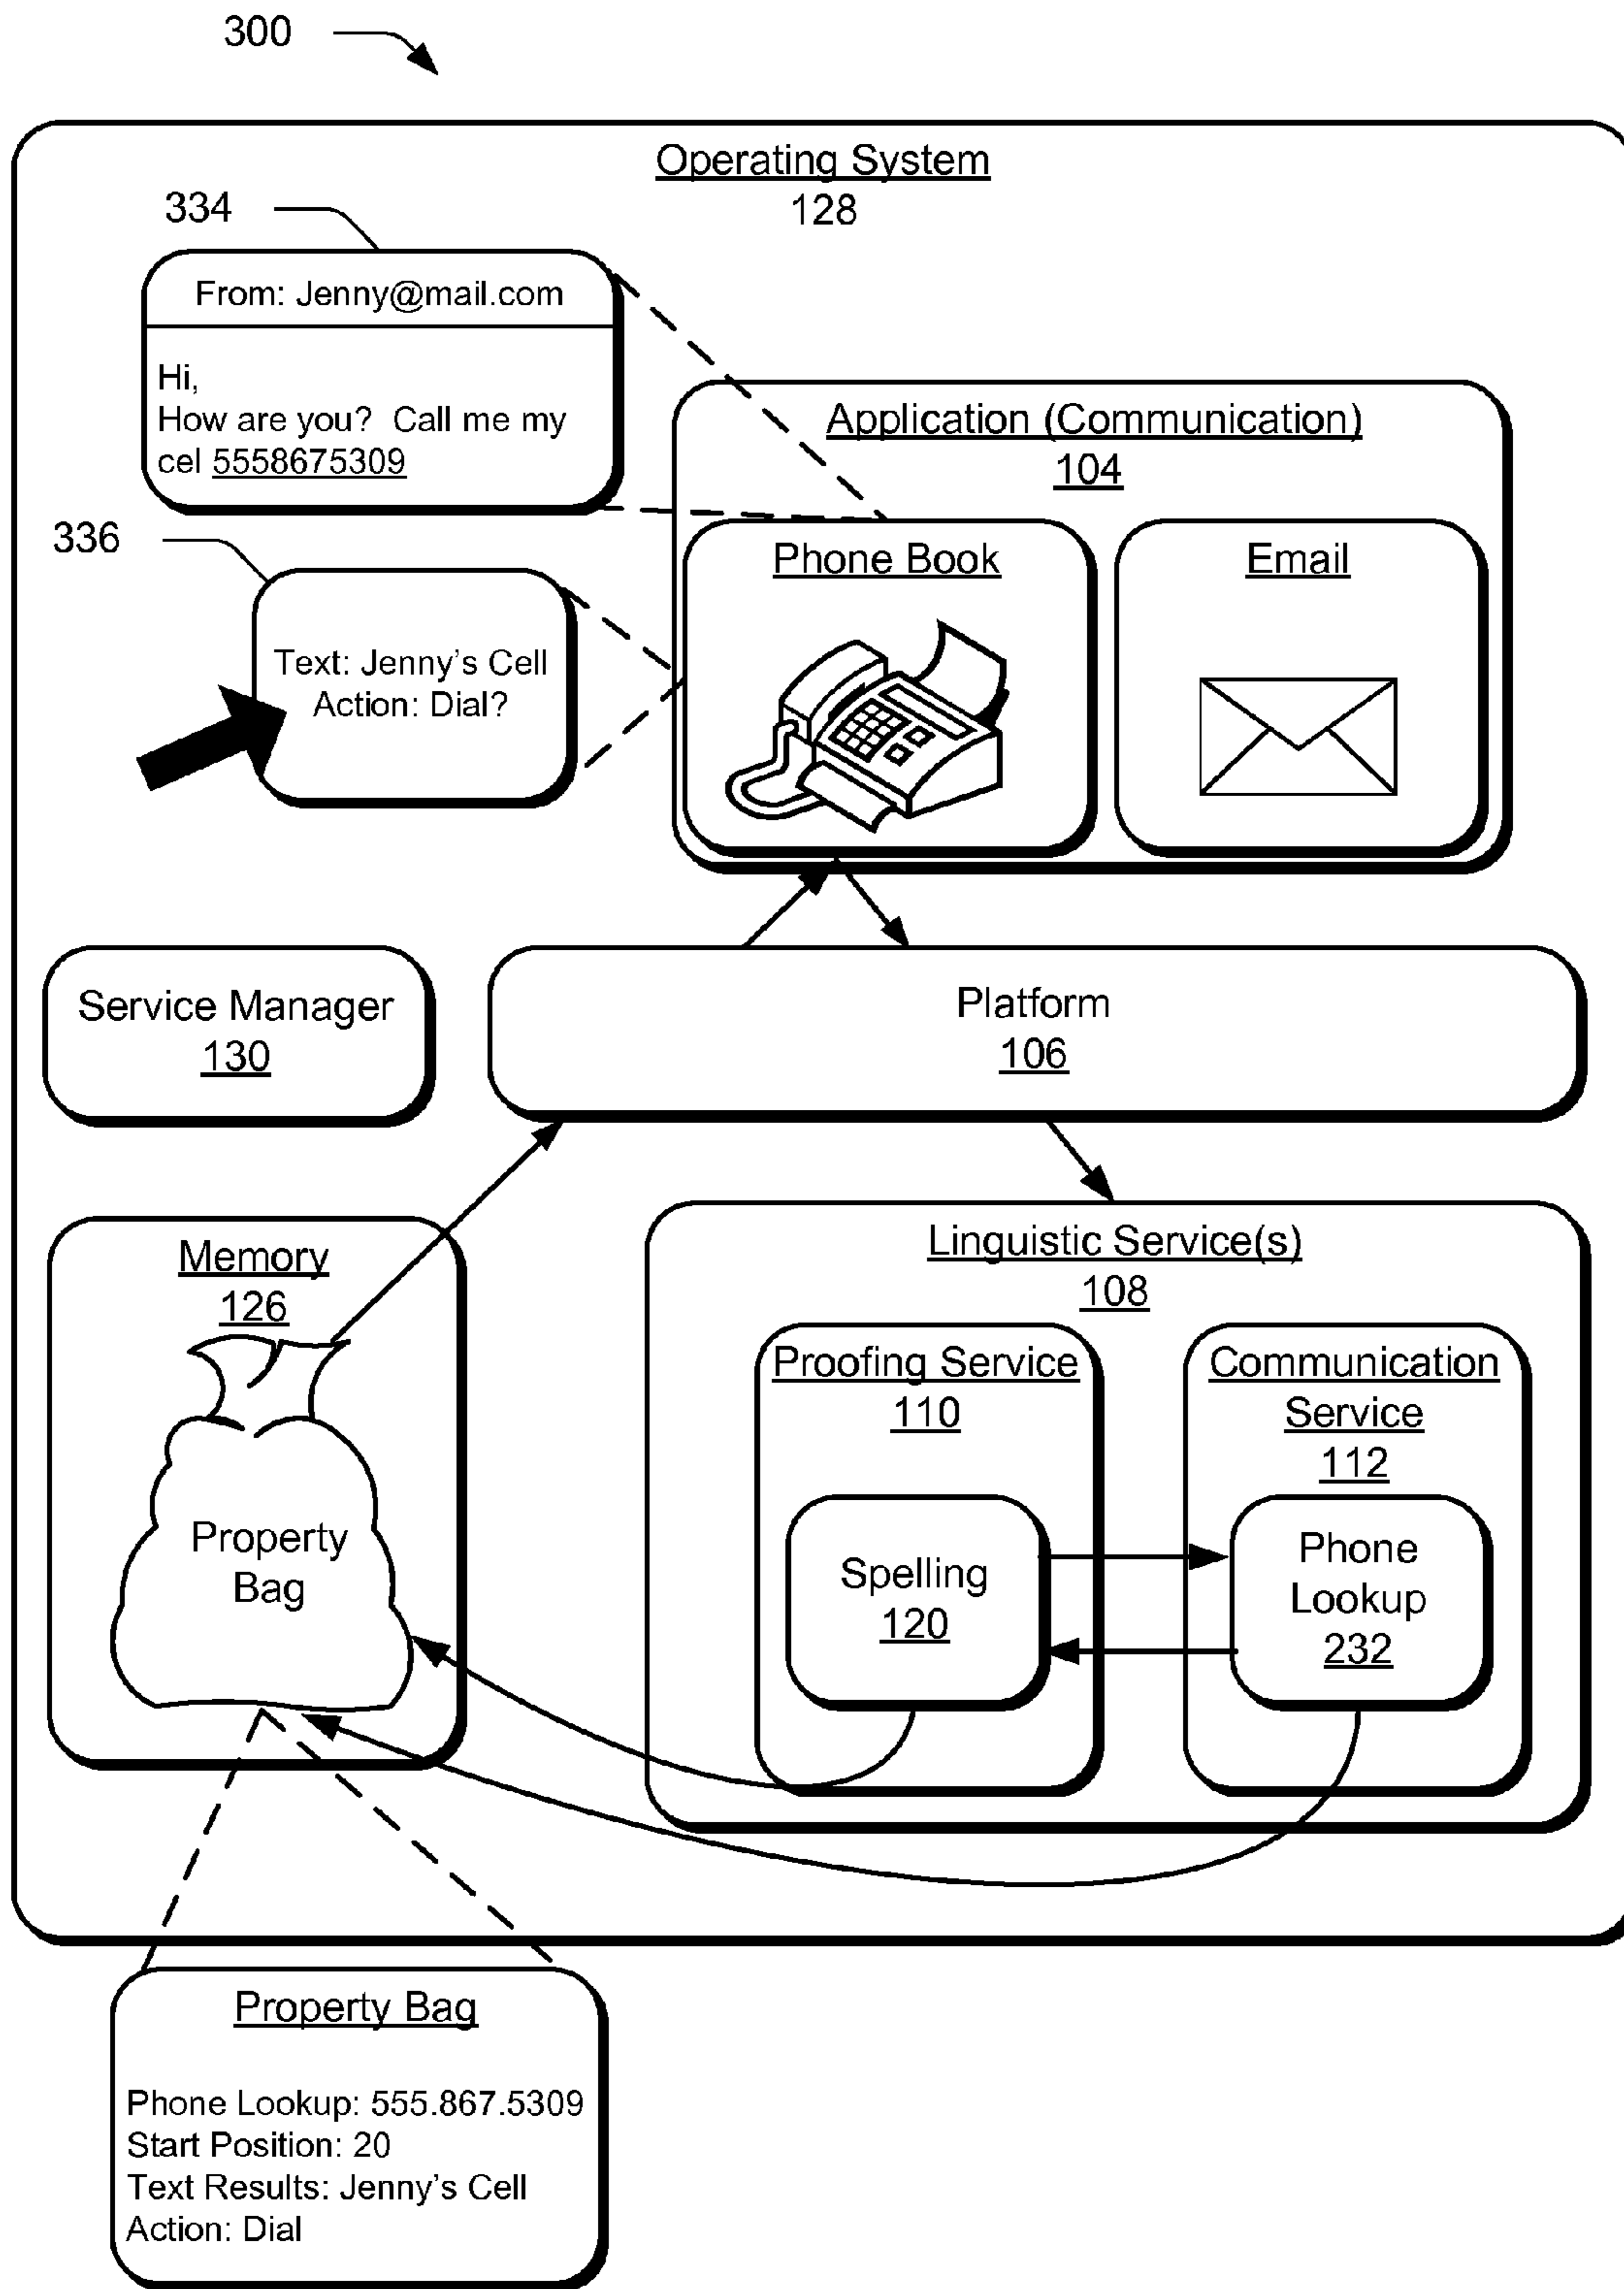 300
Operating System
128
334
From: Jenny@mail.com
Hi,
How are you?  Call me my
cel 5558675309
Application (Communication)
104
336
Phone Book
Email
Text: Jenny's Cell
Action: Dial?
Service Manager
130
Platform
106
Memory
126
Property
Bag
Linguistic Service(s)
108
Proofing Service
110
Spelling
120
Communication
Service
112
Phone
Lookup
232
Property Bag
Phone Lookup: 555.867.5309
Start Position: 20
Text Results: Jenny's Cell
Action: Dial